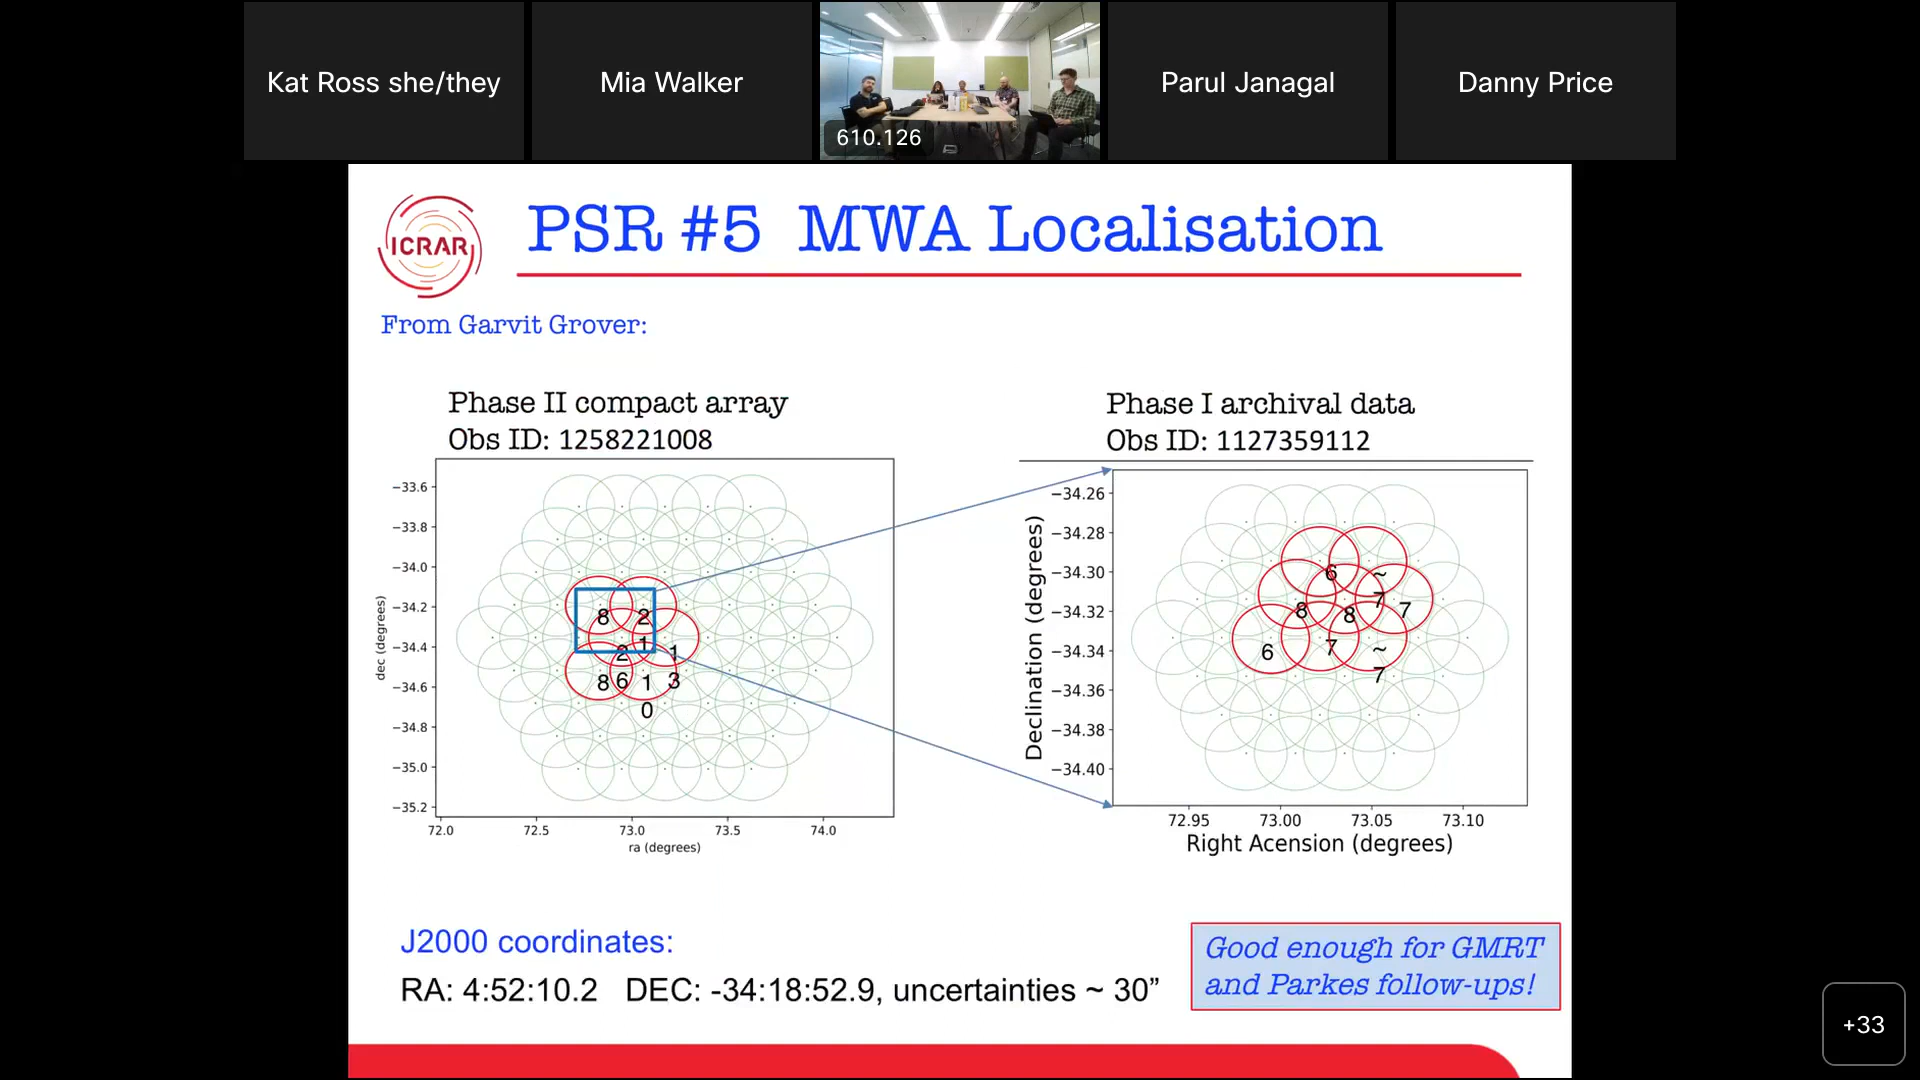 Kat Ross she/they
Mia Walker
610.126
Parul Janagal
Danny Price
ICRAR
PSR #5 MWA Localisation
From Garvit Grover:
Phase II compact array
Obs ID: 1258221008
−33.6
−33.8
−34.0
−34.2
−34.4
−34.6
−34.8
−35.0
−35.2
dec (degrees)
8
2
2
1
1
8
6
1
3
0
72.0
72.5
73.0
73.5
74.0
ra (degrees)
Phase I archival data
Obs ID: 1127359112
−34.26
−34.28
−34.30
−34.32
−34.34
−34.36
−34.38
−34.40
Declination (degrees)
6
~
7
8
8
7
6
7
~
7
72.95
73.00
73.05
73.10
Right Acension (degrees)
J2000 coordinates:
RA: 4:52:10.2 DEC: -34:18:52.9, uncertainties ~ 30”
Good enough for GMRT
and Parkes follow-ups!
+33